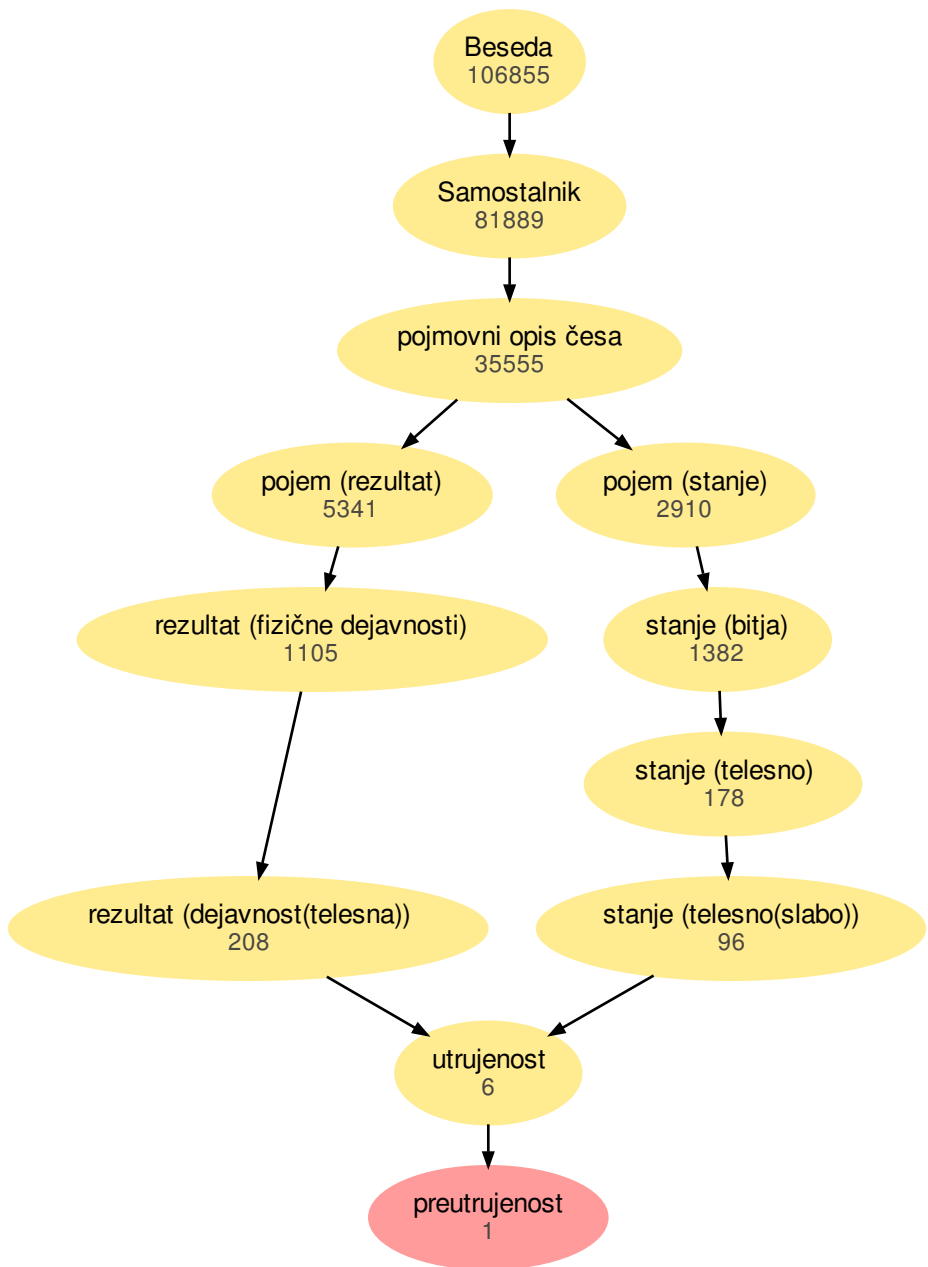 Beseda
106855
Samostalnik
81889
pojmovni opis česa
35555
pojem (rezultat)
5341
pojem (stanje)
2910
rezultat (fizične dejavnosti)
1105
stanje (bitja)
1382
stanje (telesno)
178
rezultat (dejavnost(telesna))
208
stanje (telesno(slabo))
96
utrujenost
6
preutrujenost
1